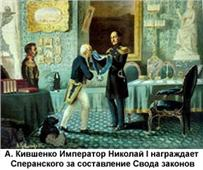 А. Кившенко Император Николай I награждает
Сперанского за составление Свода законов